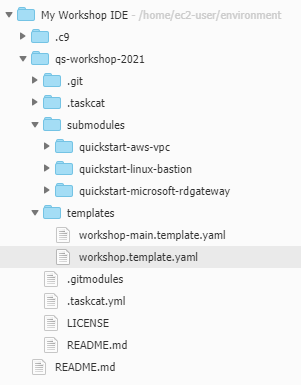 My Workshop IDE - /home/ec2-user/environment
.c9
qs-workshop-2021
.git
.taskcat
submodules
quickstart-aws-vpc
quickstart-linux-bastion
quickstart-microsoft-rdgateway
templates
workshop-main.template.yaml
workshop.template.yaml
.gitmodules
.taskcat.yml
LICENSE
README.md
README.md